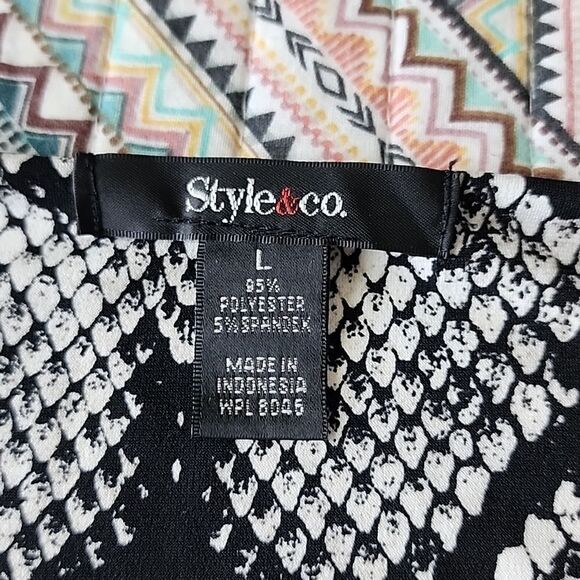 Style&co.
L
95%
POLYESTER
5%SPANDEX
MADE IN
INDONESIA
WPL 8046